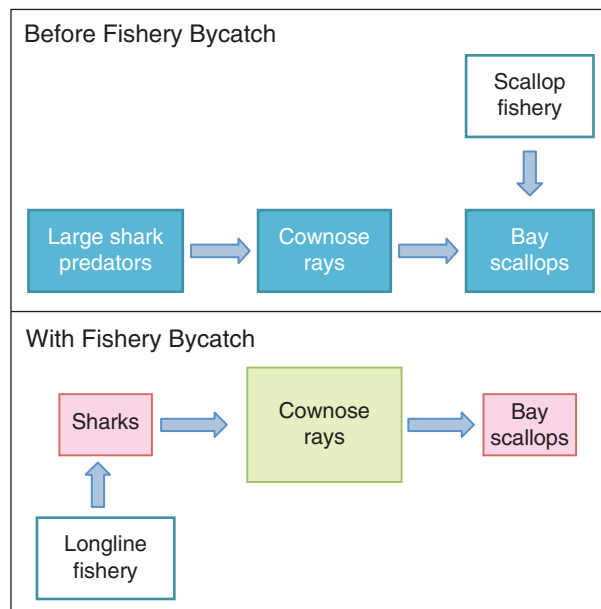 Before Fishery Bycatch
Scallop
fishery
Large shark
predators
Cownose
rays
Bay
scallops
With Fishery Bycatch
Sharks
Cownose
rays
Bay
scallops
Longline
fishery